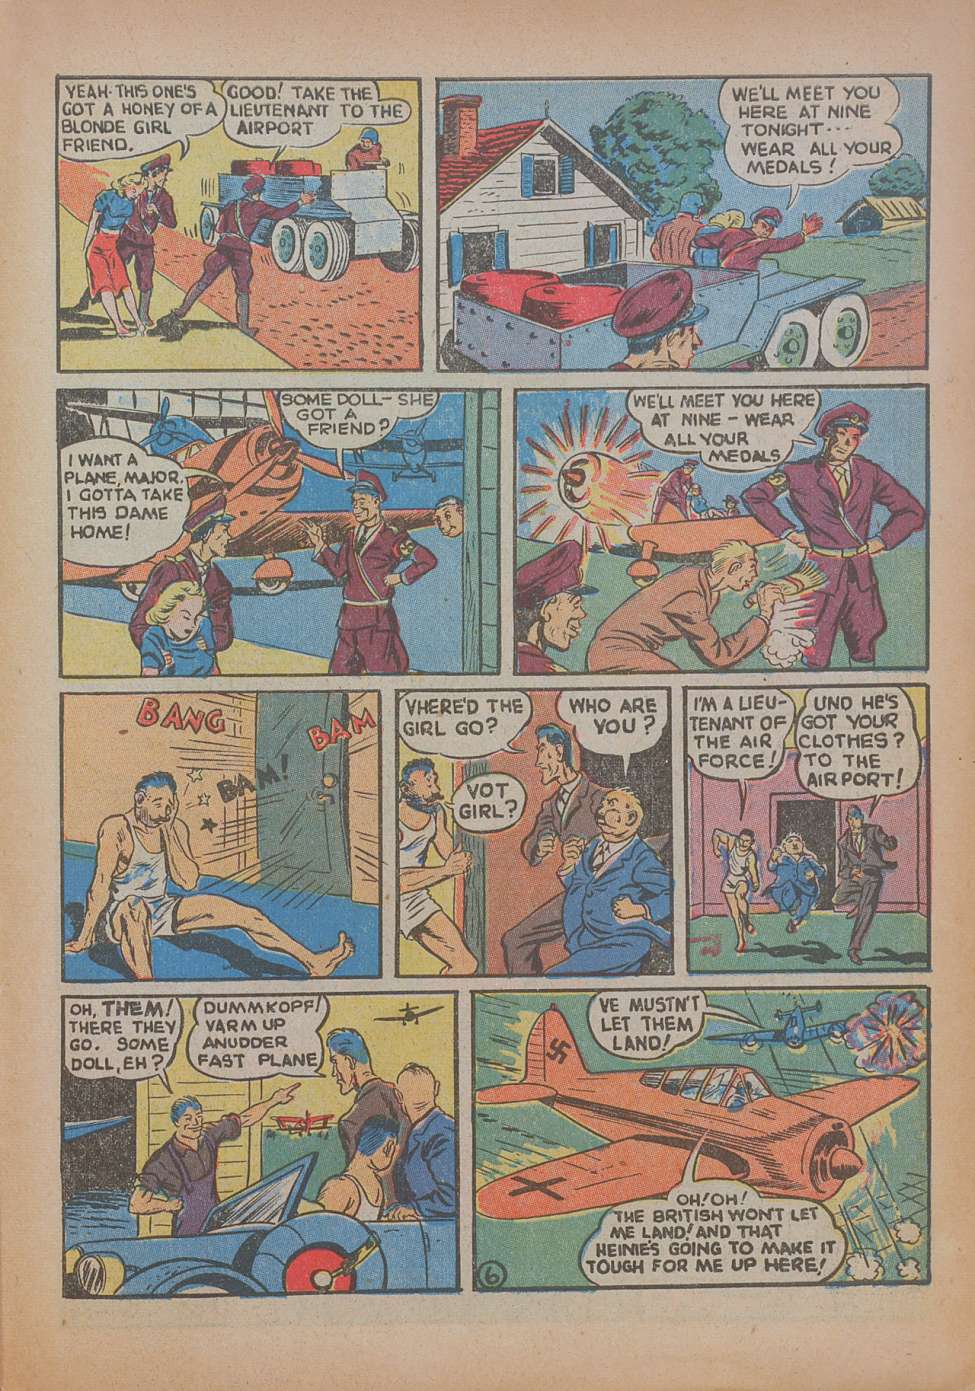 YEAH-THIS ONE'S
GOT A HONEY OF A
BLONDE GIRL
FRIEND.
GOOD! TAKE THE
LIEUTENANT TO THE
AIRPORT
WE'LL MEET YOU
HERE AT NINE
TONIGHT---
WEAR ALL YOUR
MEDALS!
I WANT A
PLANE, MAJOR.
I GOTTA TAKE
THIS DAME
HOME!
SOME DOLL-SHE
GOT A
FRIEND?
WE'LL MEET YOU HERE
AT NINE - WEAR
ALL YOUR
MEDALS
BANG
BAM!
BAM
VHERE'D THE
GIRL GO?
VOT
GIRL?
WHO ARE
YOU?
I'M A LIEU-
TENANT OF
THE AIR
FORCE!
UND HE'S
GOT YOUR
CLOTHES?
TO THE
AIRPORT!
OH, THEM!
THERE THEY
GO. SOME
DOLL, EH?
DUMMKOPF!
VARM UP
ANUDDER
FAST PLANE
VE MUSTN'T
LET THEM
LAND!
OH! OH!
THE BRITISH WON'T LET
ME LAND! AND THAT
HEINIE'S GOING TO MAKE IT
TOUGH FOR ME UP HERE!
6